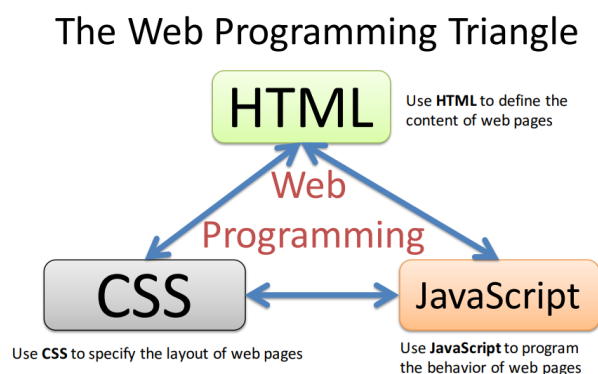 The Web Programming Triangle
HTML
Use HTML to define the
content of web pages
Web
Programming
CSS
JavaScript
Use CSS to specify the layout of web pages
Use JavaScript to program
the behavior of web pages